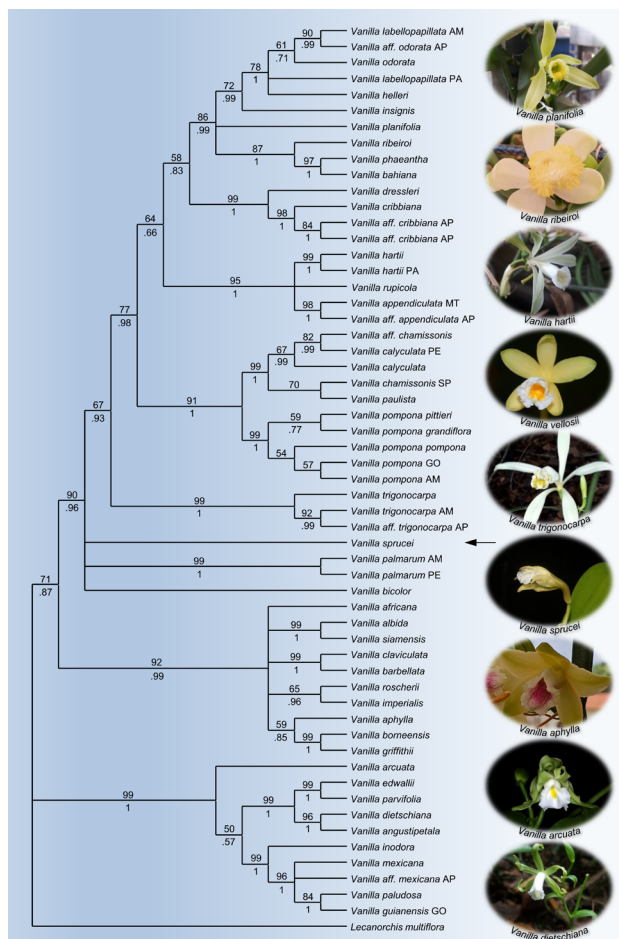 90
Vanilla labellopapillata AM
.99
Vanilla aff. odorata AP
61
.71
Vanilla odorata
78
1
Vanilla labellopapillata PA
72
.99
Vanilla helleri
Vanilla insignis
86
.99
Vanilla planifolia
87
1
Vanilla ribeiroi
97
1
Vanilla phaeantha
Vanilla bahiana
58
.83
99
1
Vanilla dressleri
98
1
Vanilla cribbiana
84
1
Vanilla aff. cribbiana AP
Vanilla aff. cribbiana AP
64
.66
99
1
Vanilla hartii
Vanilla hartii PA
95
1
Vanilla rupicola
98
1
Vanilla appendiculata MT
Vanilla aff. appendiculata AP
77
.98
82
.99
Vanilla aff. chamissonis
Vanilla calyculata PE
67
.99
Vanilla calyculata
99
1
70
Vanilla chamissonis SP
Vanilla paulista
91
1
59
.77
Vanilla pompona pittieri
Vanilla pompona grandiflora
99
1
54
Vanilla pompona pompona
57
Vanilla pompona GO
Vanilla pompona AM
67
.93
99
1
Vanilla trigonocarpa
92
.99
Vanilla trigonocarpa AM
Vanilla aff. trigonocarpa AP
90
.96
Vanilla sprucei
99
1
Vanilla palmarum AM
Vanilla palmarum PE
Vanilla bicolor
71
.87
92
.99
Vanilla africana
99
1
Vanilla albida
Vanilla siamensis
99
1
Vanilla claviculata
Vanilla barbellata
65
.96
Vanilla roscherii
Vanilla imperialis
59
.85
Vanilla aphylla
99
1
Vanilla borneensis
Vanilla griffithii
99
1
Vanilla arcuata
99
1
99
1
Vanilla edwallii
Vanilla parvifolia
96
1
Vanilla dietschiana
Vanilla angustipetala
50
.57
99
1
Vanilla inodora
96
1
Vanilla mexicana
Vanilla aff. mexicana AP
84
1
Vanilla paludosa
Vanilla guianensis GO
Lecanorchis multiflora
Vanilla planifolia
Vanilla ribeiroi
Vanilla hartii
Vanilla vellosii
Vanilla trigonocarpa
Vanilla sprucei
Vanilla aphylla
Vanilla arcuata
Vanilla dietschiana